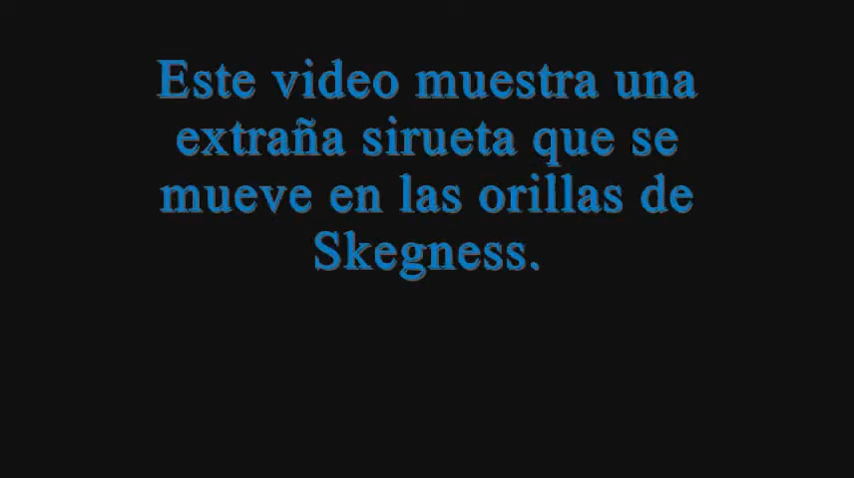 Este video muestra una
extraña sirueta que se
mueve en las orillas de
Skegness.